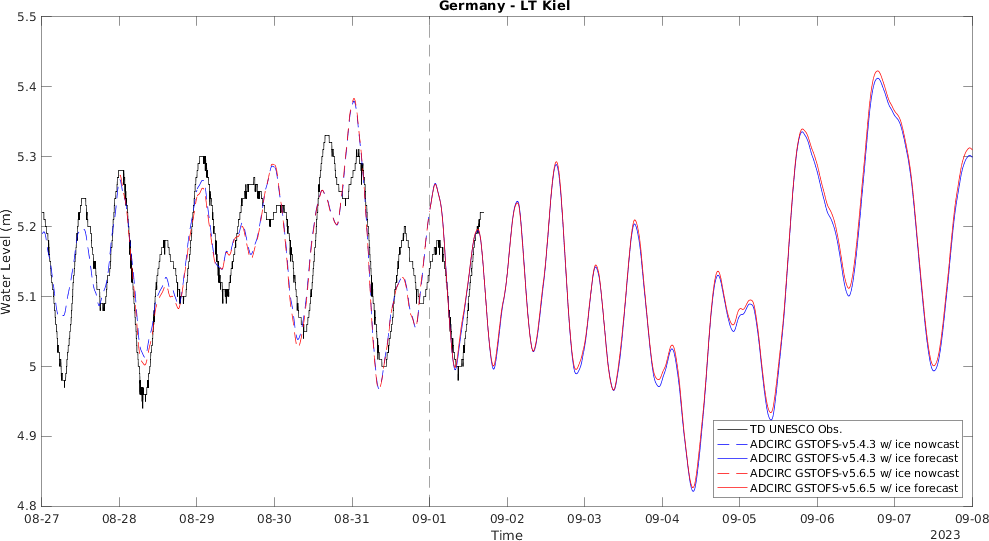 Germany - LT Kiel
5.5
5.4
5.3
5.2
5.1
5
4.9
4.8
Water Level (m)
TD UNESCO Obs.
ADCIRC GSTOFS-v5.4.3 w/ ice nowcast
ADCIRC GSTOFS-v5.4.3 w/ ice forecast
ADCIRC GSTOFS-v5.6.5 w/ ice nowcast
ADCIRC GSTOFS-v5.6.5 w/ ice forecast
08-27 08-28 08-29 08-30 08-31 09-01 09-02 09-03 09-04 09-05 09-06 09-07 09-08
Time
2023